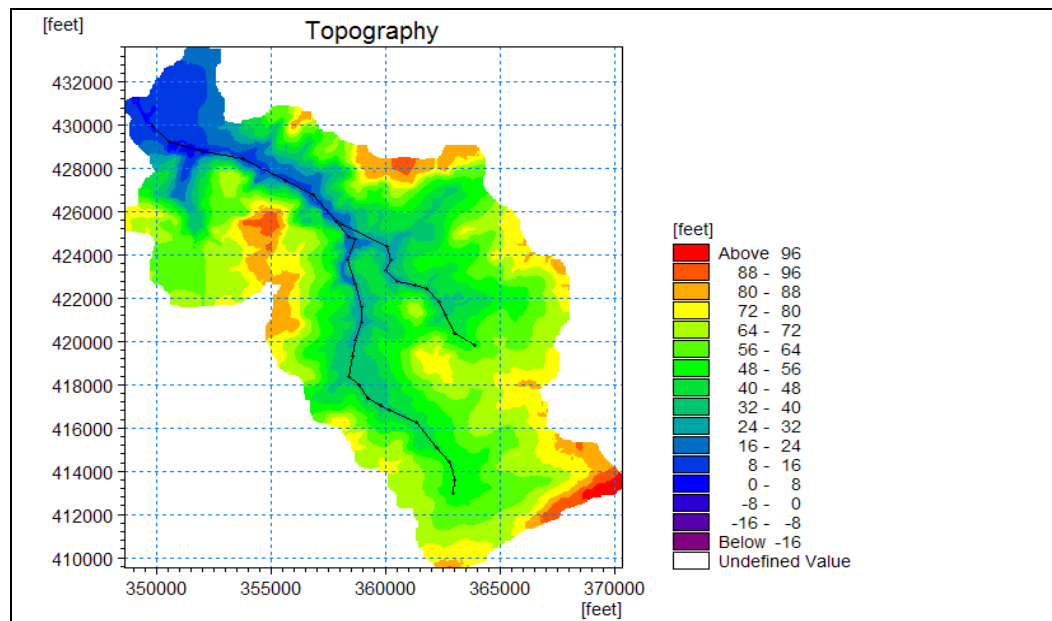 [feet]
Topography
432000
430000
428000
426000
424000
422000
420000
418000
416000
414000
412000
410000
350000 355000 360000 365000 370000
[feet]
[feet]
Above 96
88 - 96
80 - 88
72 - 80
64 - 72
56 - 64
48 - 56
40 - 48
32 - 40
24 - 32
16 - 24
8 - 16
0 - 8
-8 - 0
-16 - -8
Below -16
Undefined Value